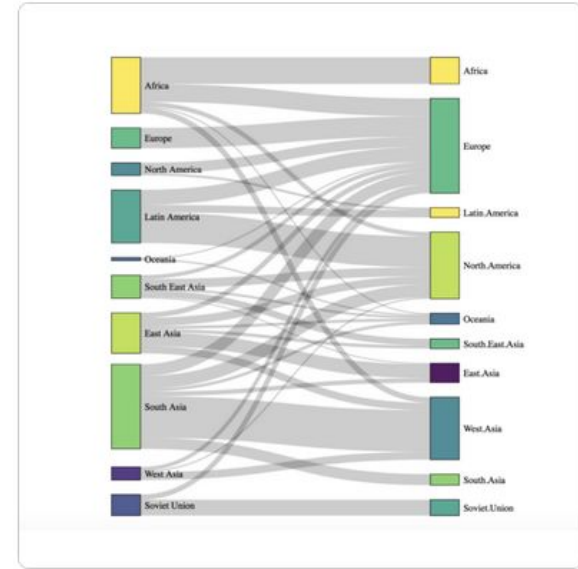 Africa
Europe
North America
Latin America
Oceania
South East Asia
East Asia
South Asia
West Asia
Soviet Union
Africa
Europe
Latin.America
North.America
Oceania
South.East.Asia
East.Asia
West.Asia
South.Asia
Soviet.Union